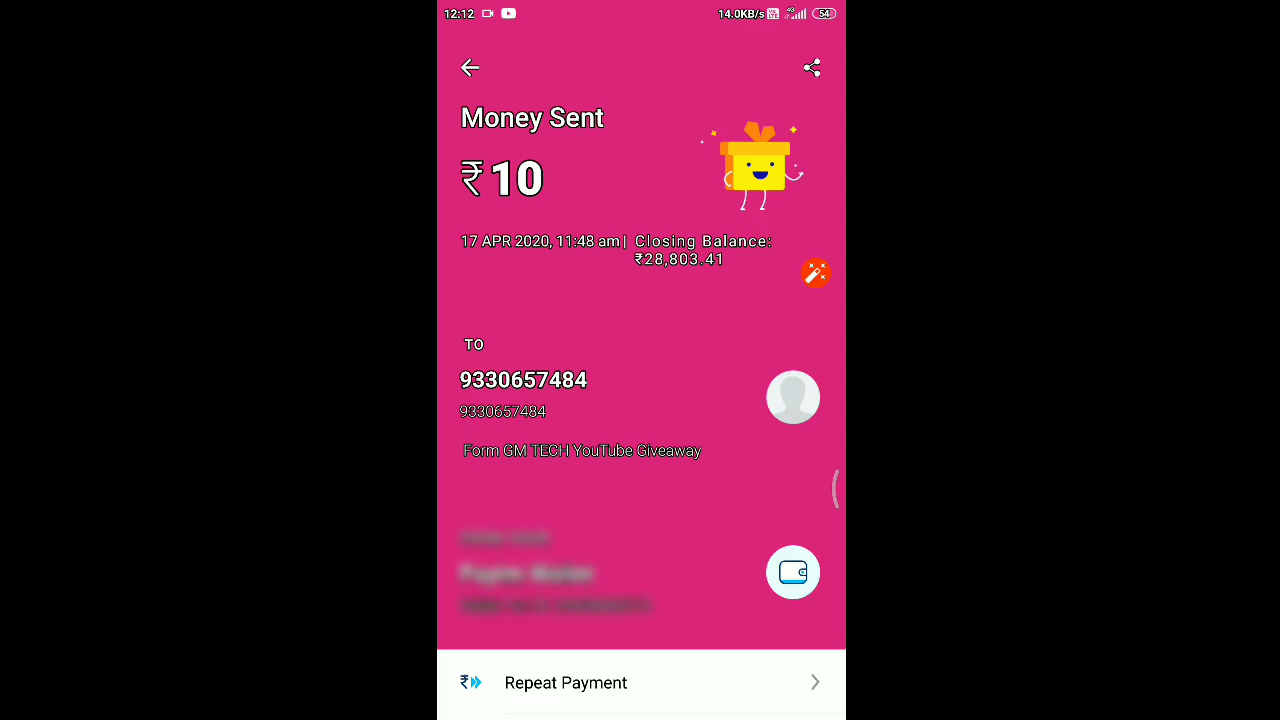 12:12
14.0KB/s 4G 54
Money Sent
₹10
17 APR 2020, 11:48 am | Closing Balance:
₹28,803.41
TO
9330657484
9330657484
Form GM TECH YouTube Giveaway
Repeat Payment